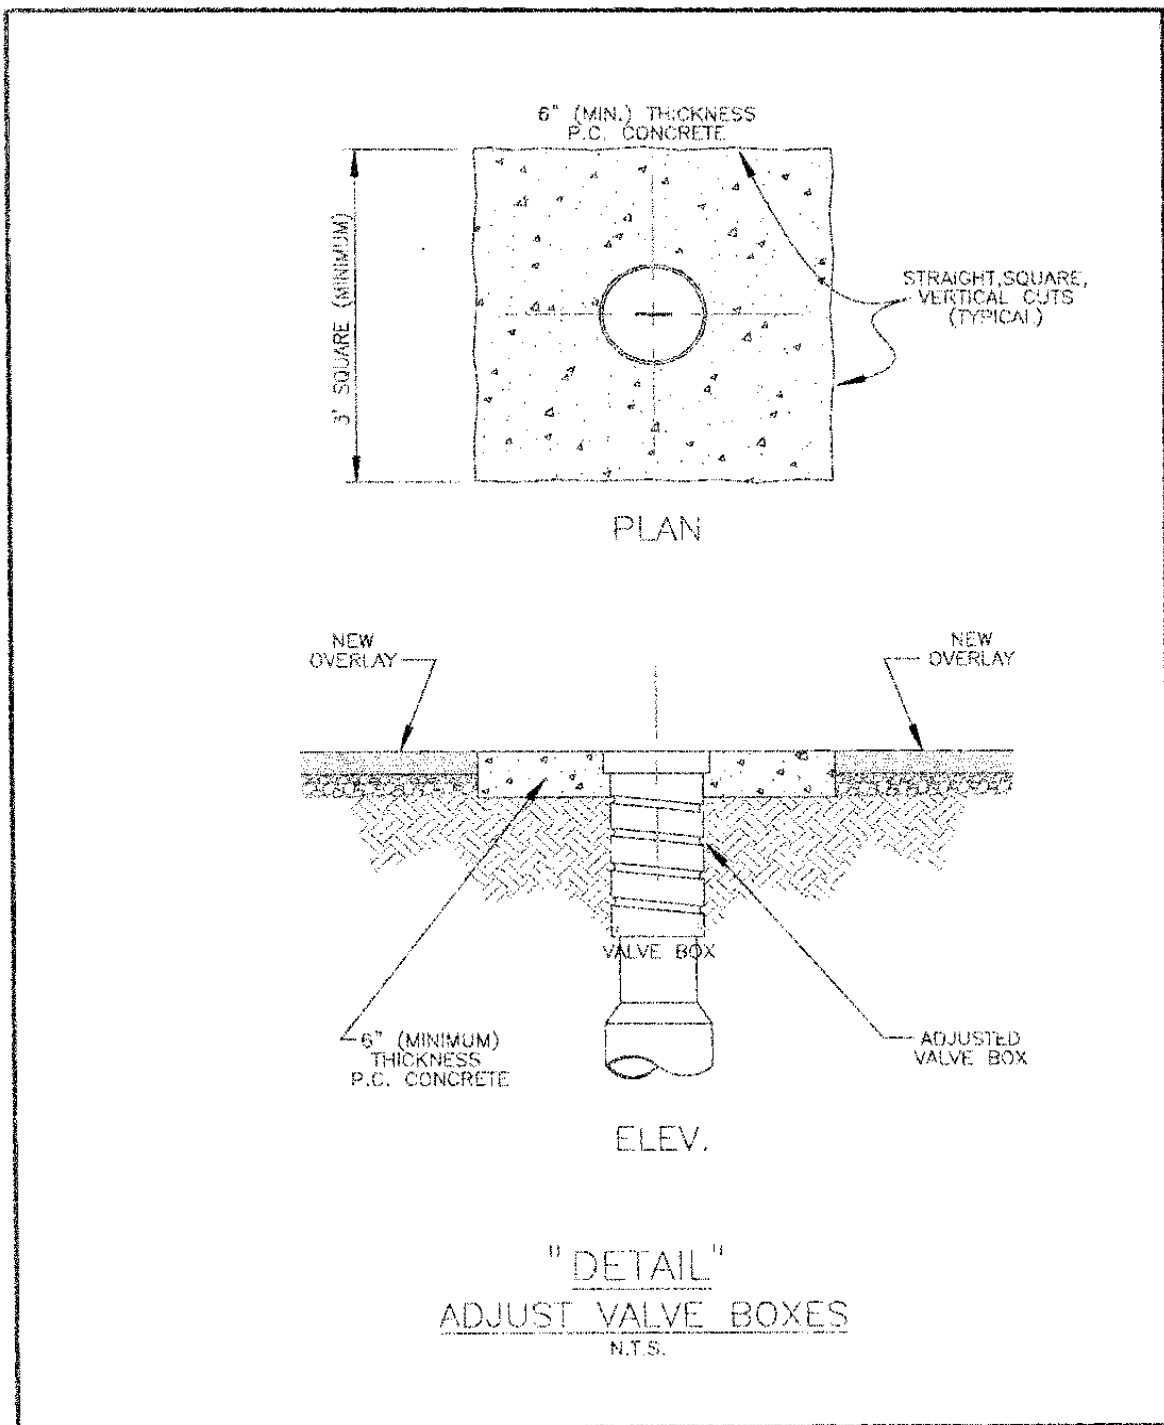 6" (MIN.) THICKNESS
P.C. CONCRETE
3' SQUARE (MINIMUM)
STRAIGHT,SQUARE,
VERTICAL CUTS
(TYPICAL)
PLAN
NEW
OVERLAY
NEW
OVERLAY
VALVE BOX
6" (MINIMUM)
THICKNESS
P.C. CONCRETE
ADJUSTED
VALVE BOX
ELEV.
"DETAIL"
ADJUST VALVE BOXES
N.T.S.